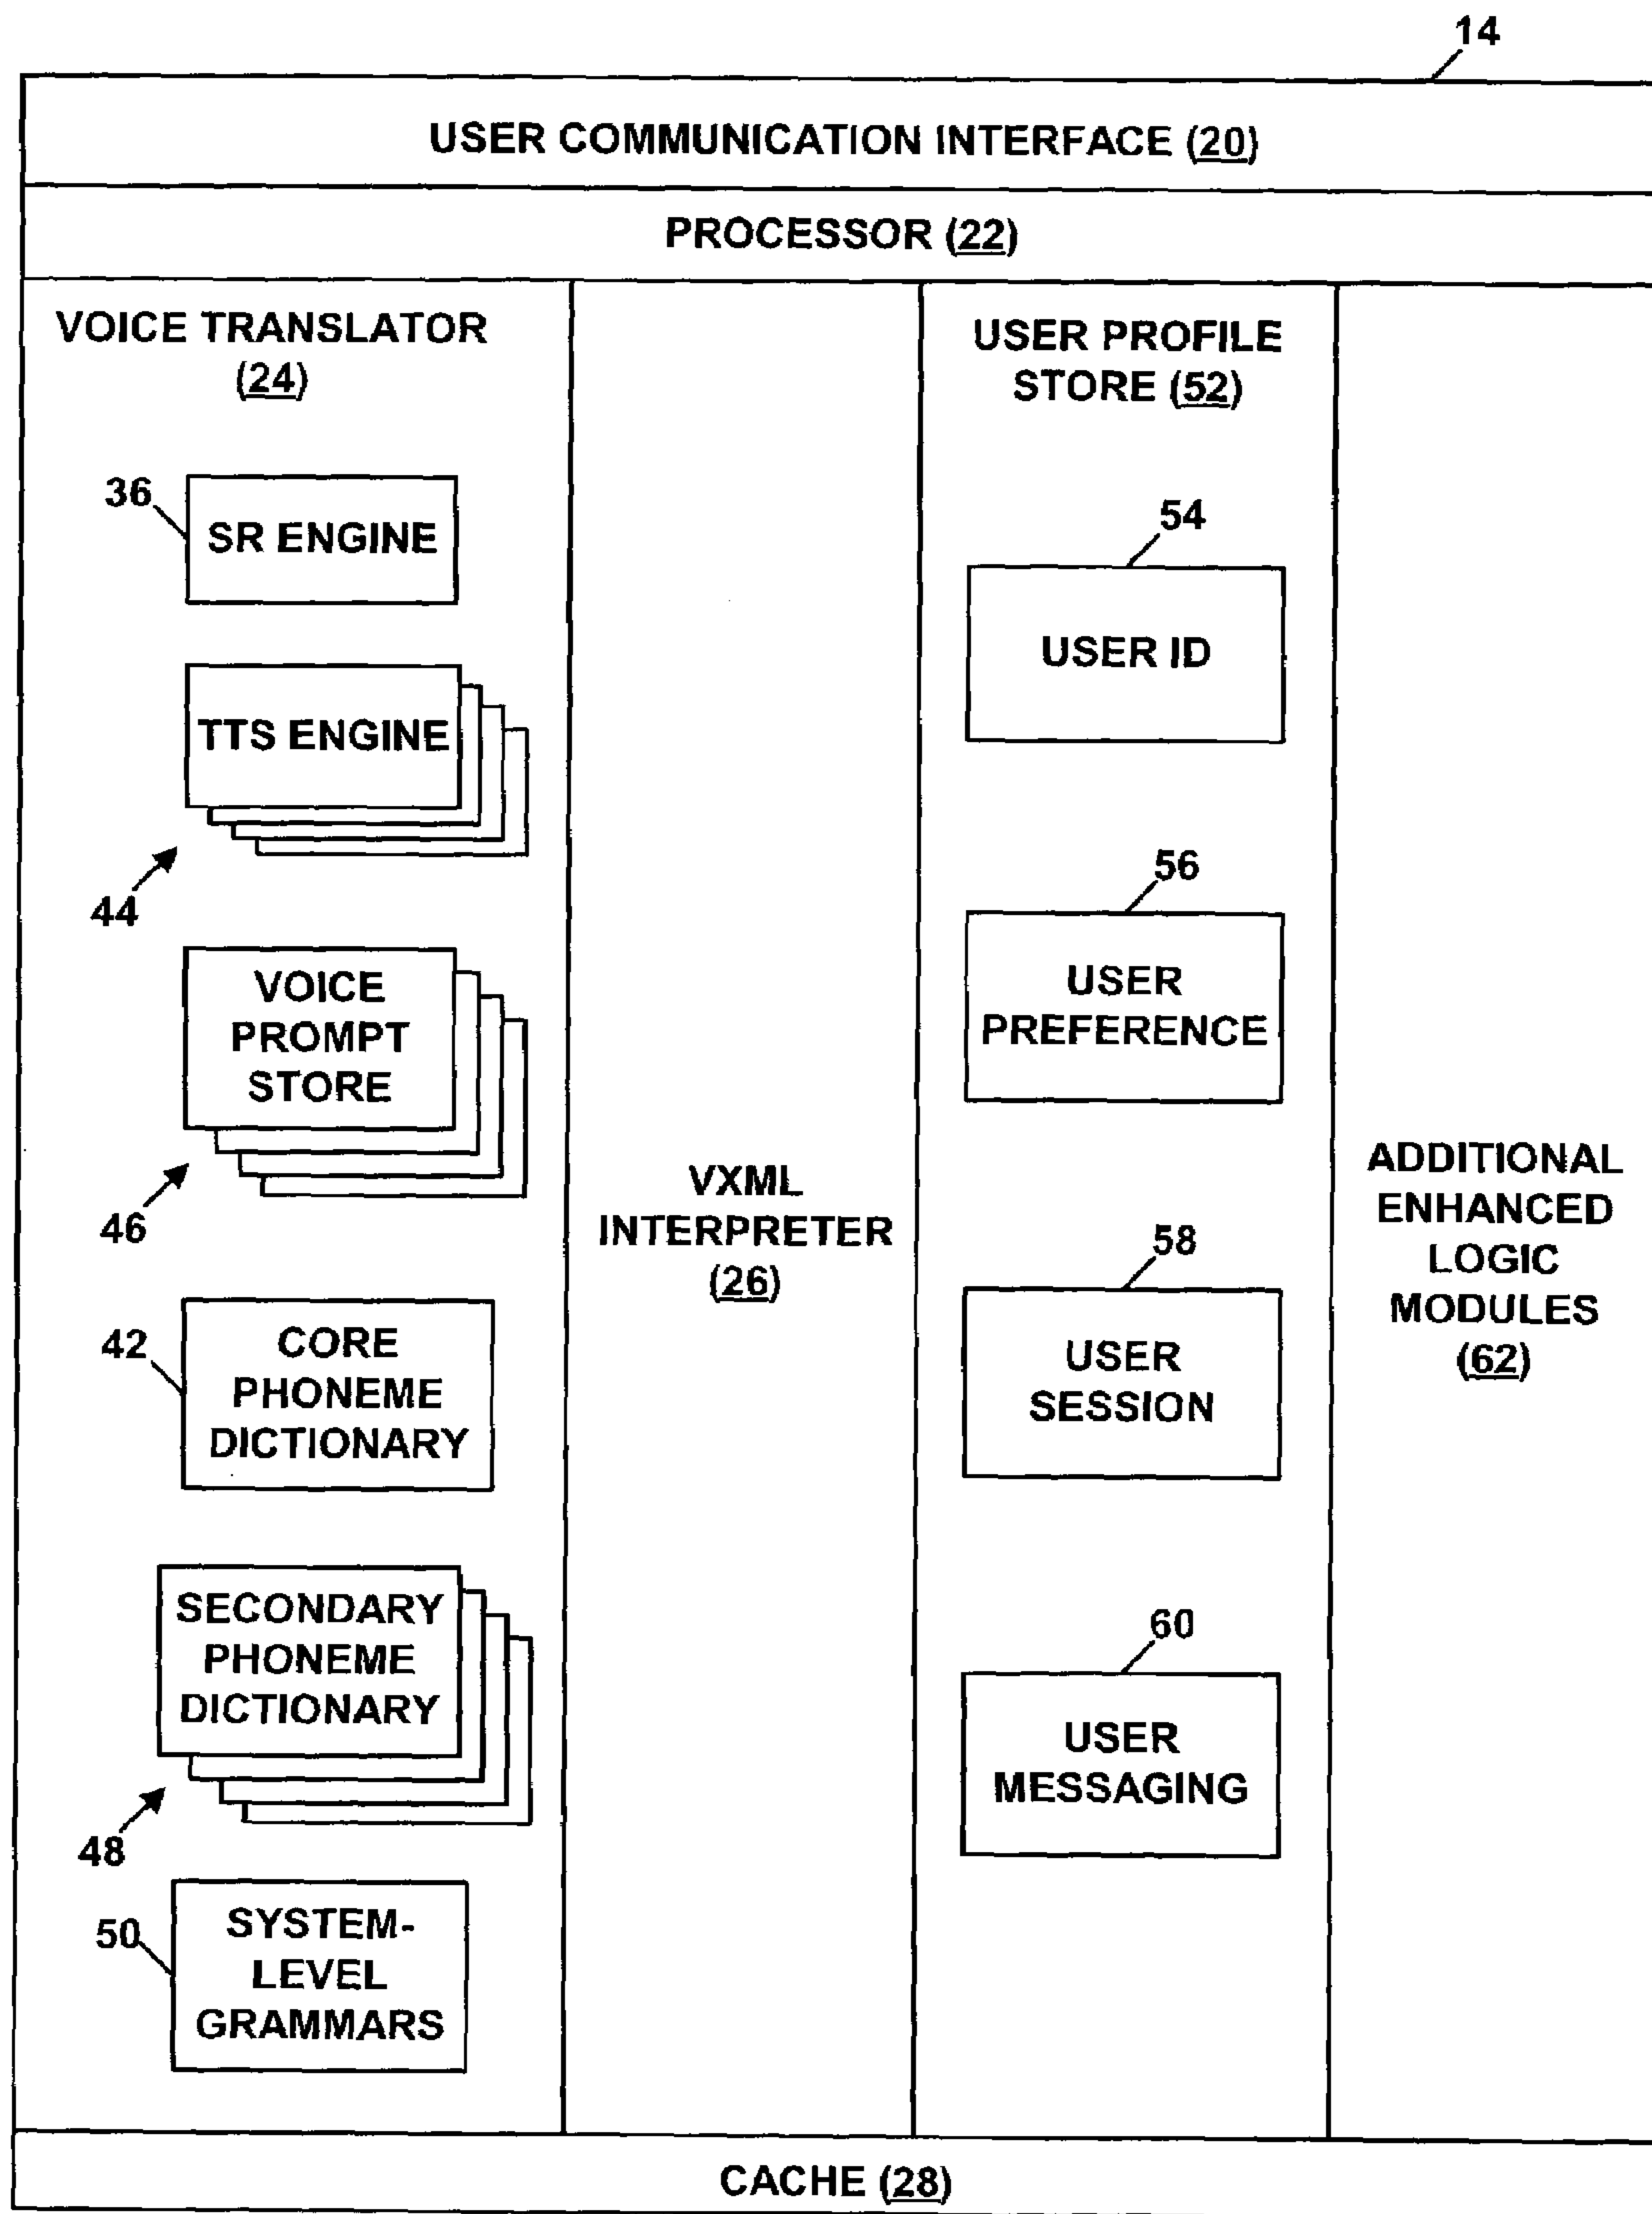 14
USER COMMUNICATION INTERFACE (20)
PROCESSOR (22)
VOICE TRANSLATOR
(24)
36
SR ENGINE
TTS ENGINE
44
VOICE
PROMPT
STORE
46
42
CORE
PHONEME
DICTIONARY
SECONDARY
PHONEME
DICTIONARY
48
50
SYSTEM-
LEVEL
GRAMMARS
VXML
INTERPRETER
(26)
USER PROFILE
STORE (52)
54
USER ID
56
USER
PREFERENCE
58
USER
SESSION
60
USER
MESSAGING
ADDITIONAL
ENHANCED
LOGIC
MODULES
(62)
CACHE (28)